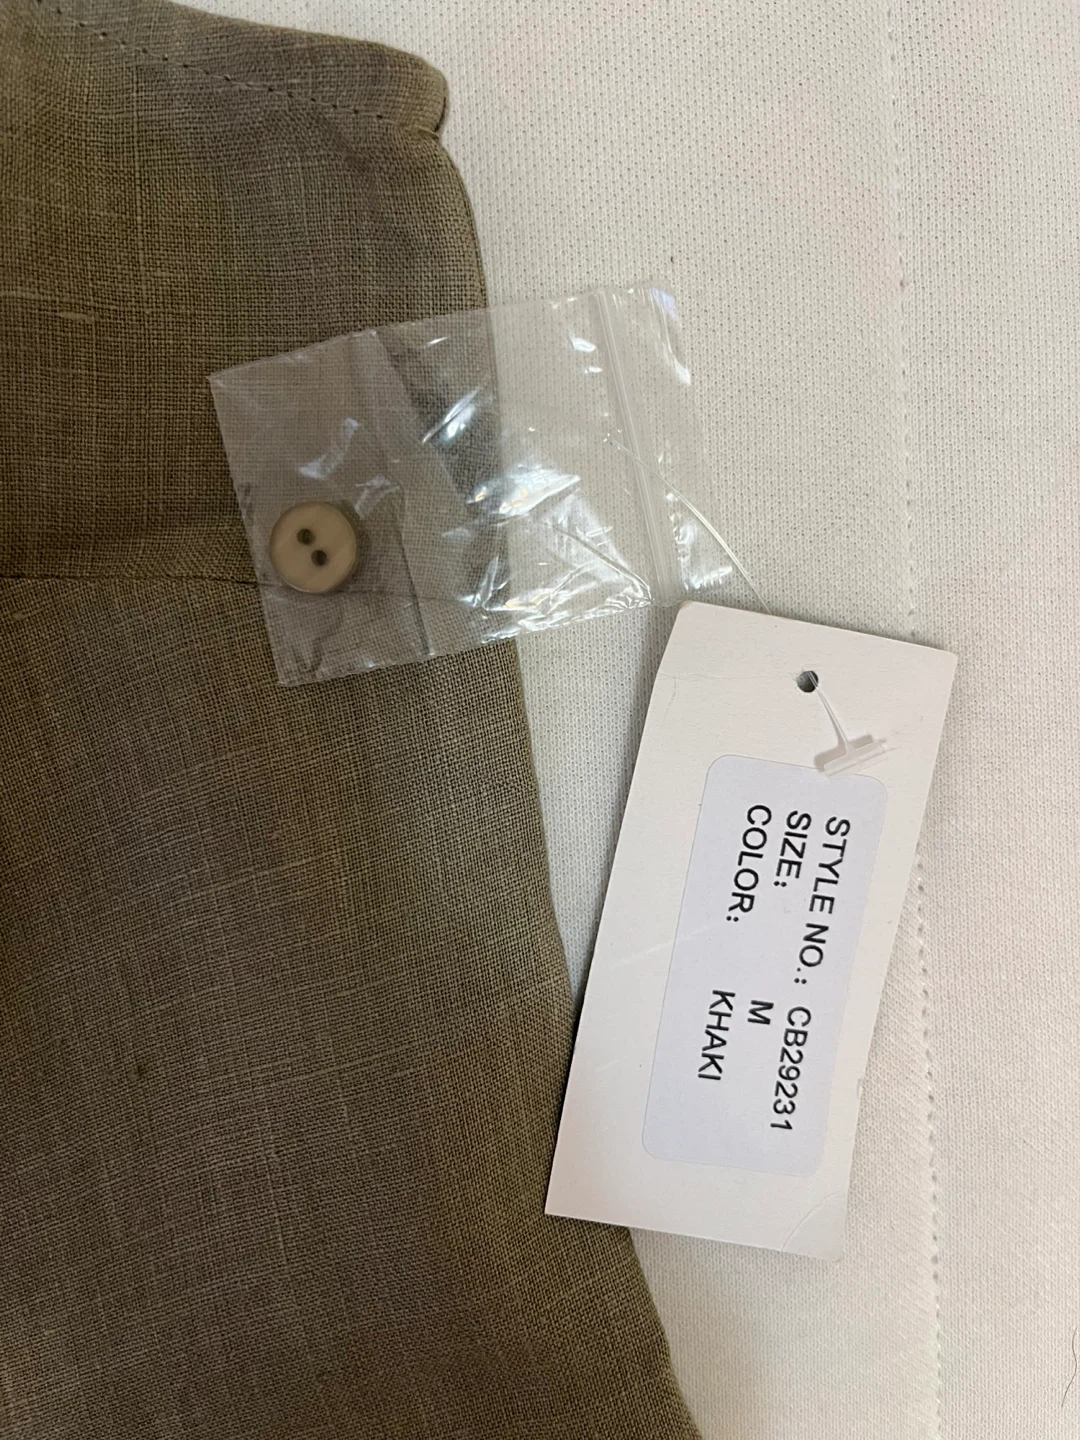 STYLE NO.: CB29231
SIZE: M
COLOR: KHAKI